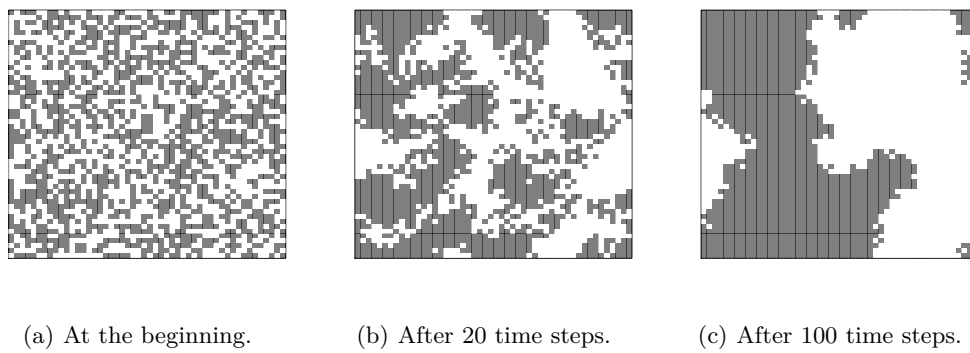 (a) At the beginning.
(b) After 20 time steps.
(c) After 100 time steps.